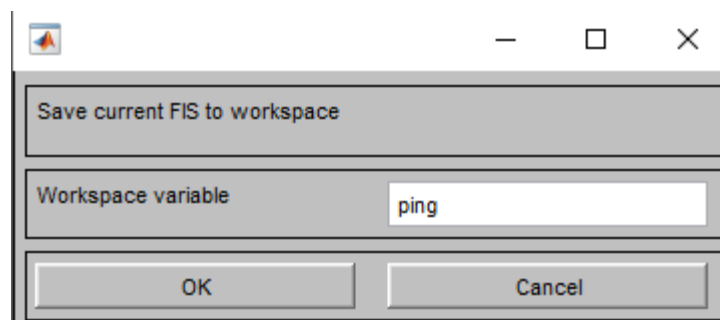 Save current FIS to workspace
Workspace variable
ping
OK
Cancel